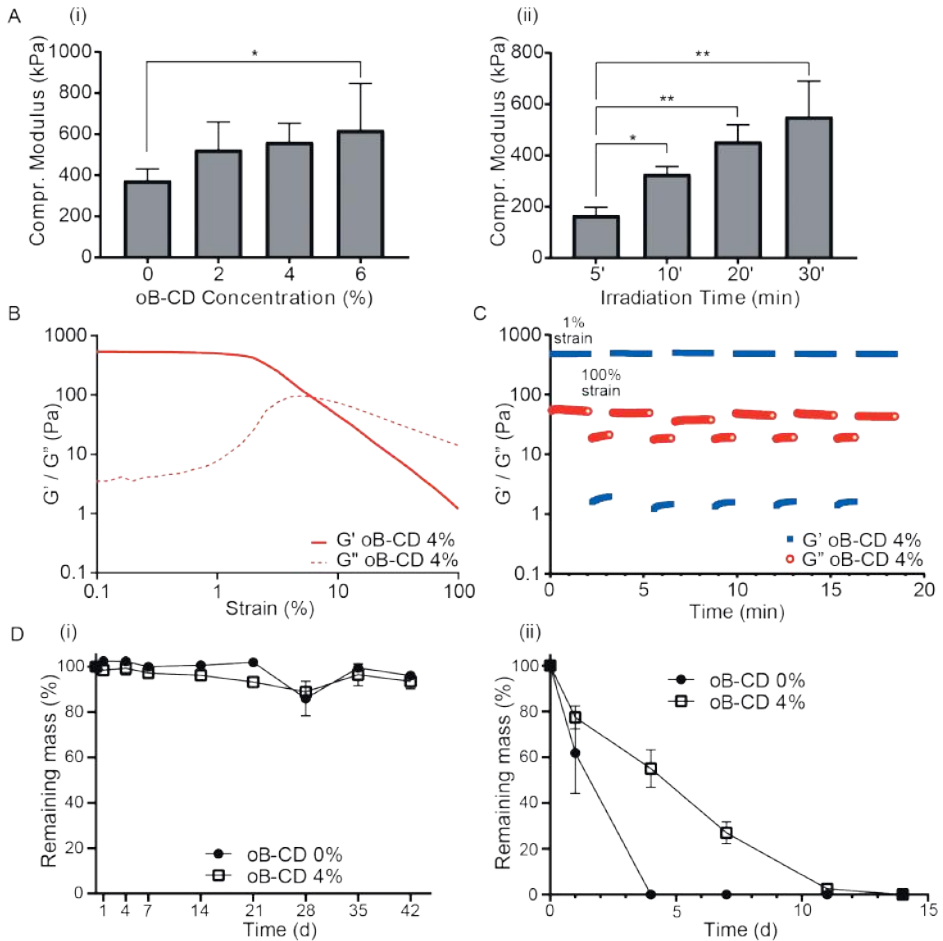 A (i)
Compr. Modulus (kPa)
1000
800
600
400
200
0
*
0 2 4 6
oB-CD Concentration (%)
(ii)
Compr. Modulus (kPa)
800
600
400
200
0
**
**
*
5' 10' 20' 30'
Irradiation Time (min)
B
G' / G" (Pa)
1000
100
10
1
0.1
G' oB-CD 4%
G" oB-CD 4%
0.1 1 10 100
Strain (%)
C
G' / G" (Pa)
1000
100
10
1
0.1
1%
strain
100%
strain
G' oB-CD 4%
G" oB-CD 4%
0 5 10 15 20
Time (min)
D (i)
Remaining mass (%)
100
80
60
40
20
0
oB-CD 0%
oB-CD 4%
1 4 7 14 21 28 35 42
Time (d)
(ii)
Remaining mass (%)
100
80
60
40
20
0
oB-CD 0%
oB-CD 4%
0 5 10 15
Time (d)